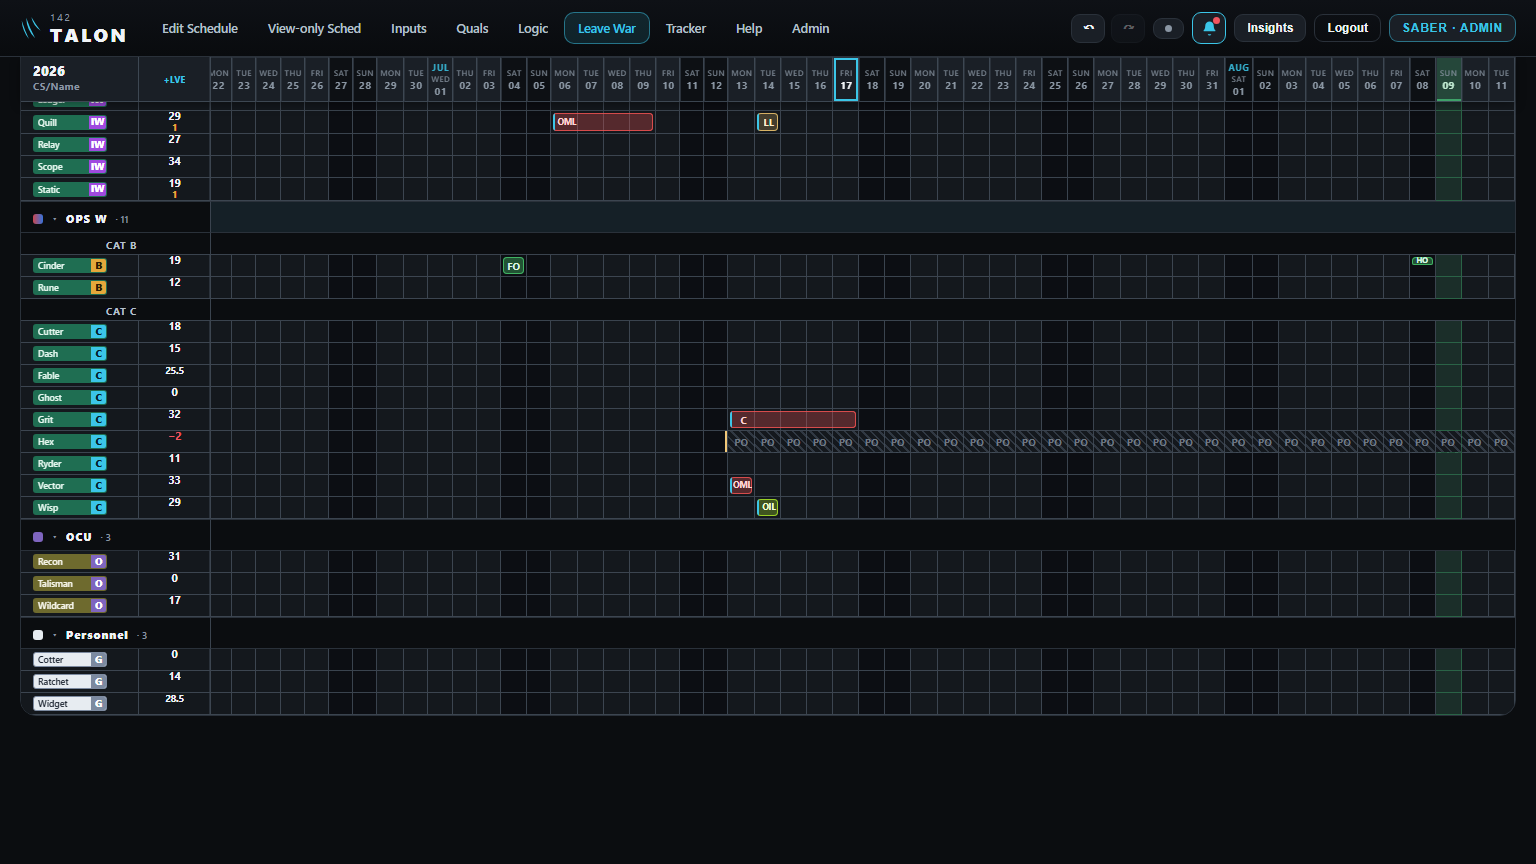 142
TALON
Edit Schedule
View-only Sched
Inputs
Quals
Logic
Leave War
Tracker
Help
Admin
Insights
Logout
SABER · ADMIN
2026
CS/Name
+LVE
MON 22
TUE 23
WED 24
THU 25
FRI 26
SAT 27
SUN 28
MON 29
TUE 30
JUL WED 01
THU 02
FRI 03
SAT 04
SUN 05
MON 06
TUE 07
WED 08
THU 09
FRI 10
SAT 11
SUN 12
MON 13
TUE 14
WED 15
THU 16
FRI 17
SAT 18
SUN 19
MON 20
TUE 21
WED 22
THU 23
FRI 24
SAT 25
SUN 26
MON 27
TUE 28
WED 29
THU 30
FRI 31
AUG SAT 01
SUN 02
MON 03
TUE 04
WED 05
THU 06
FRI 07
SAT 08
SUN 09
MON 10
TUE 11
Quill IW 29 1 OML LL
Relay IW 27
Scope IW 34
Static IW 19 1
OPS W · 11
CAT B
Cinder B 19 FO HO
Rune B 12
CAT C
Cutter C 18
Dash C 15
Fable C 25.5
Ghost C 0
Grit C 32 C
Hex C −2 PO PO PO PO PO PO PO PO PO PO PO PO PO PO PO PO PO PO PO PO PO PO PO PO PO PO PO PO PO PO
Ryder C 11
Vector C 33 OML
Wisp C 29 OIL
OCU · 3
Recon O 31
Talisman O 0
Wildcard O 17
Personnel · 3
Cotter G 0
Ratchet G 14
Widget G 28.5